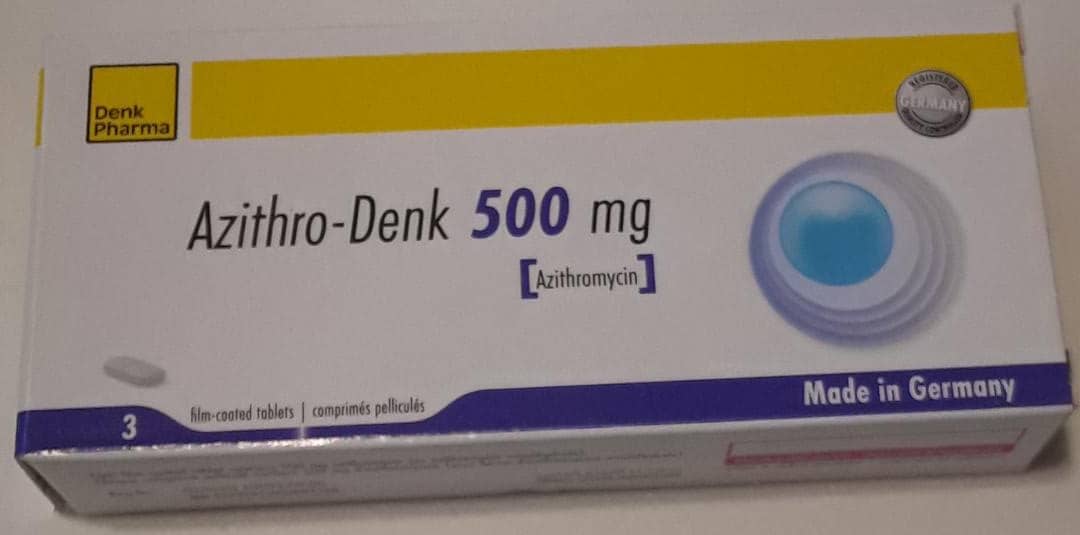 Denk
Pharma
REGISTERED
GERMANY
Azithro-Denk 500 mg
[Azithromycin]
3
film-coated tablets | comprimés pelliculés
Made in Germany